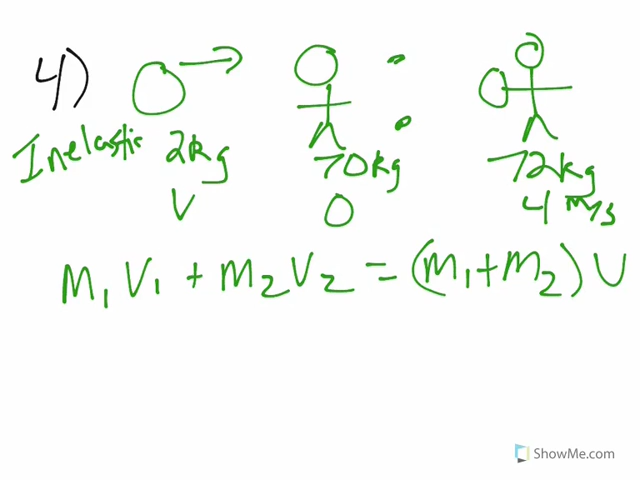 4)
Inelastic 2kg 70kg 72kg
V 0 4 m/s
m₁V₁ + m₂V₂ = (m₁+m₂) U
ShowMe.com